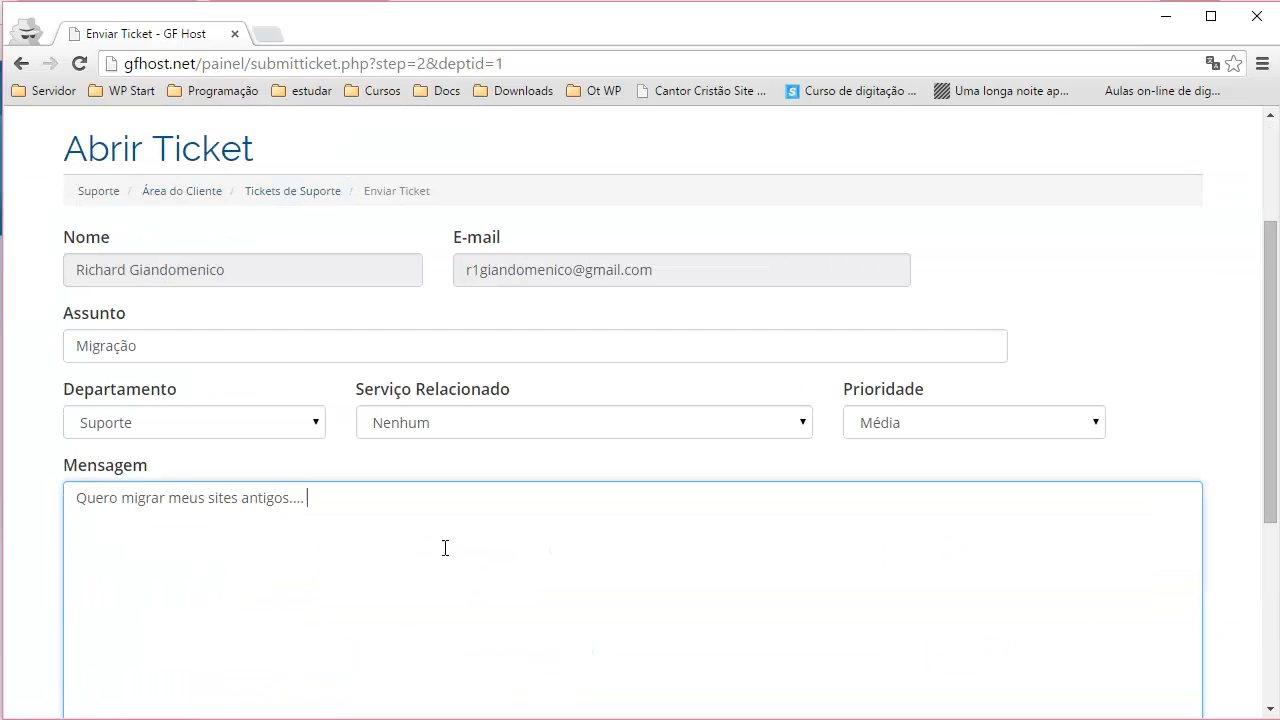 Enviar Ticket - GF Host
gfhost.net/painel/submitticket.php?step=2&deptid=1
Servidor WP Start Programação estudar Cursos Docs Downloads Ot WP Cantor Cristão Site ... Curso de digitação ... Uma longa noite ap... Aulas on-line de dig...
Abrir Ticket
Suporte / Área do Cliente / Tickets de Suporte / Enviar Ticket
Nome E-mail
Richard Giandomenico r1giandomenico@gmail.com
Assunto
Migração
Departamento Serviço Relacionado Prioridade
Suporte Nenhum Média
Mensagem
Quero migrar meus sites antigos....